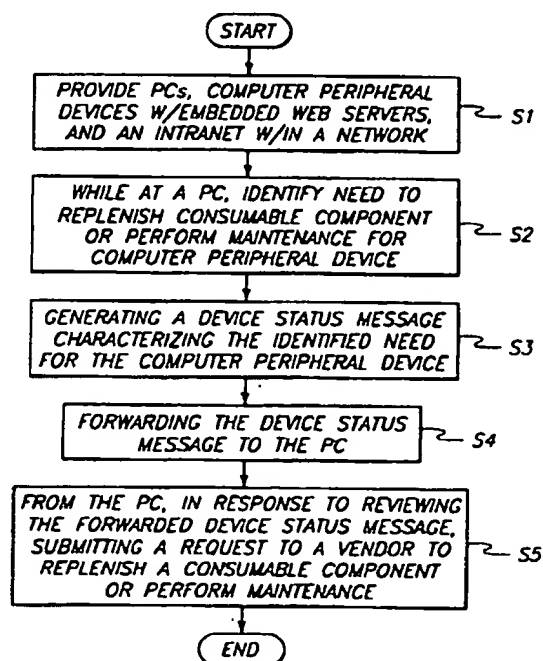 START
PROVIDE PCs, COMPUTER PERIPHERAL
DEVICES W/EMBEDDED WEB SERVERS,
AND AN INTRANET W/IN A NETWORK
S1
WHILE AT A PC, IDENTIFY NEED TO
REPLENISH CONSUMABLE COMPONENT
OR PERFORM MAINTENANCE FOR
COMPUTER PERIPHERAL DEVICE
S2
GENERATING A DEVICE STATUS MESSAGE
CHARACTERIZING THE IDENTIFIED NEED
FOR THE COMPUTER PERIPHERAL DEVICE
S3
FORWARDING THE DEVICE STATUS
MESSAGE TO THE PC
S4
FROM THE PC, IN RESPONSE TO REVIEWING
THE FORWARDED DEVICE STATUS MESSAGE,
SUBMITTING A REQUEST TO A VENDOR TO
REPLENISH A CONSUMABLE COMPONENT
OR PERFORM MAINTENANCE
S5
END